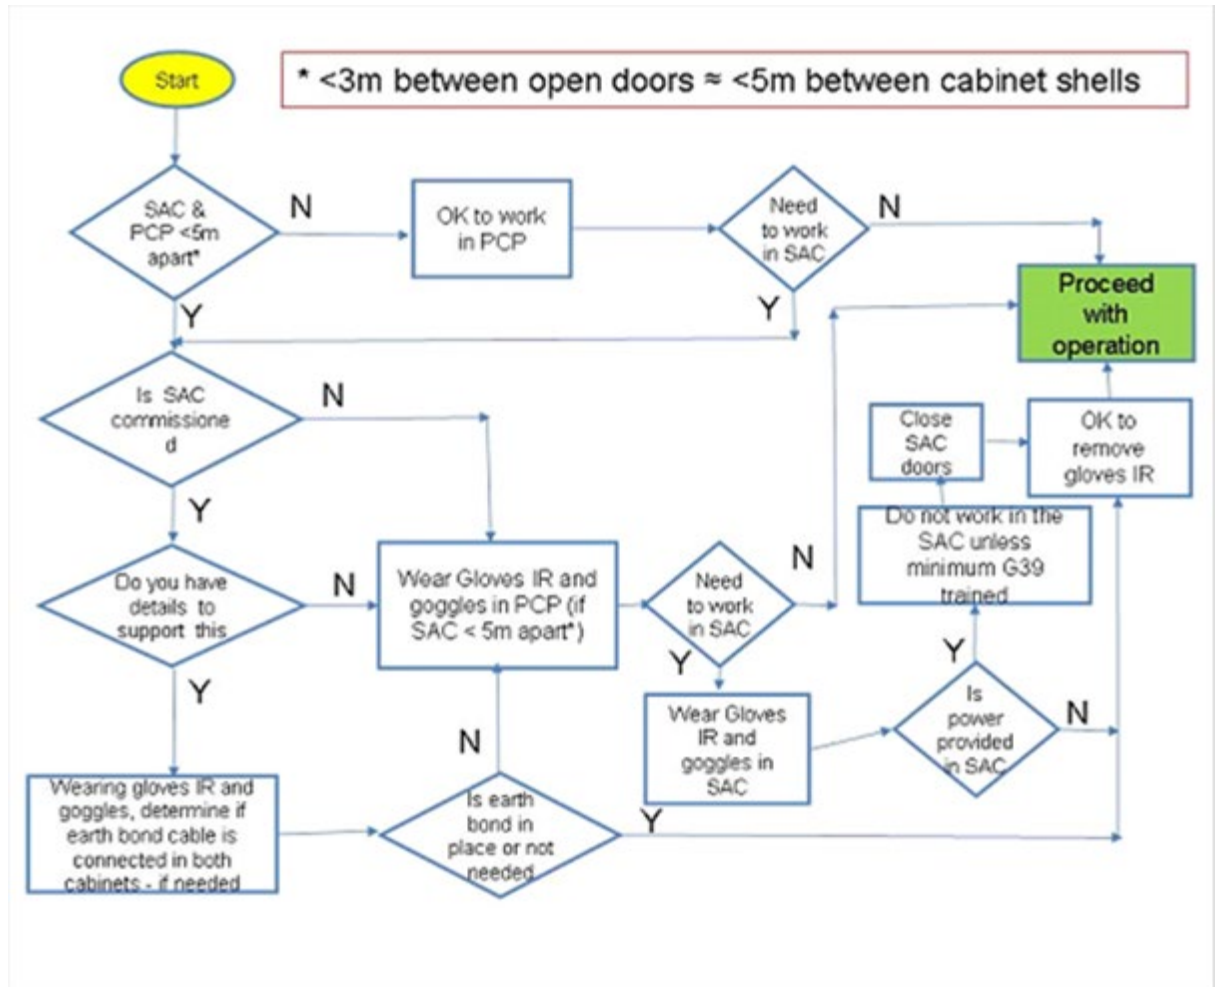 Start
* <3m between open doors ≈ <5m between cabinet shells
SAC &
PCP <5m
apart*
N
OK to work
in PCP
Need
to work
in SAC
N
Proceed
with
operation
Y
Y
Is SAC
commissione
d
N
Close
SAC
doors
OK to
remove
gloves IR
Y
Do not work in the
SAC unless
minimum G39
trained
Do you have
details to
support this
N
Wear Gloves IR and
goggles in PCP (if
SAC < 5m apart*)
Need
to work
in SAC
N
Y
Y
Wear Gloves
IR and
goggles in
SAC
Y
Is
power
provided
in SAC
N
N
Wearing gloves IR and
goggles, determine if
earth bond cable is
connected in both
cabinets - if needed
Is earth
bond in
place or not
needed
Y